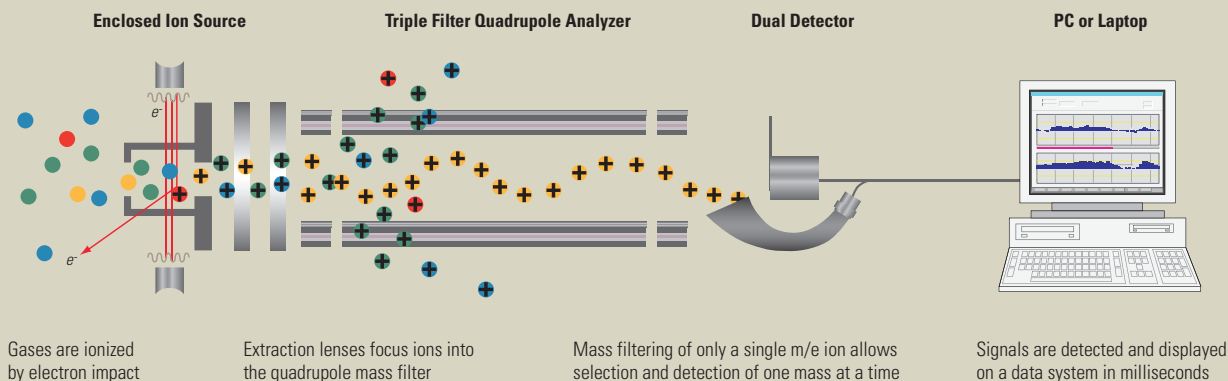 Enclosed Ion Source
Triple Filter Quadrupole Analyzer
Dual Detector
PC or Laptop
e-
e-
Gases are ionized
by electron impact
Extraction lenses focus ions into
the quadrupole mass filter
Mass filtering of only a single m/e ion allows
selection and detection of one mass at a time
Signals are detected and displayed
on a data system in milliseconds